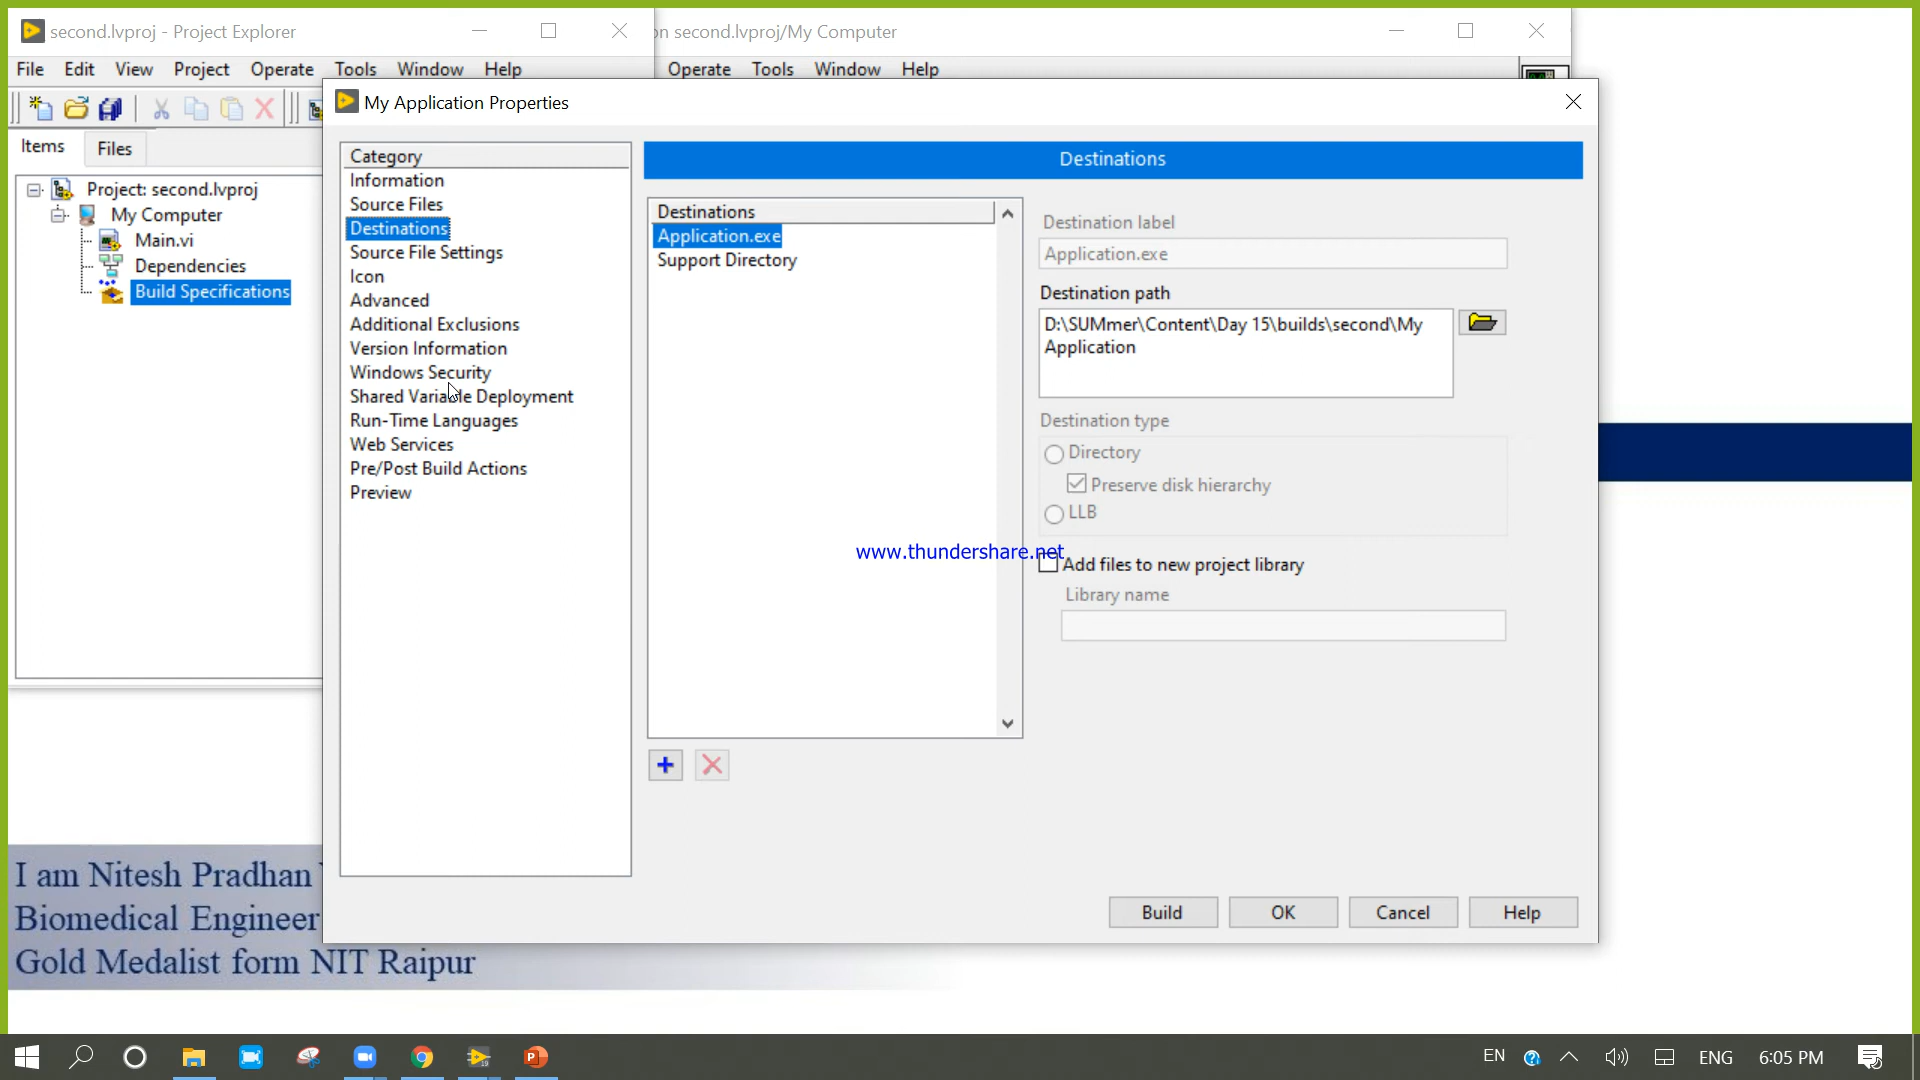 second.lvproj - Project Explorer
on second.lvproj/My Computer
File Edit View Project Operate Tools Window Help
Operate Tools Window Help
My Application Properties
Items Files
Project: second.lvproj
My Computer
Main.vi
Dependencies
Build Specifications
Category
Information
Source Files
Destinations
Source File Settings
Icon
Advanced
Additional Exclusions
Version Information
Windows Security
Shared Variable Deployment
Run-Time Languages
Web Services
Pre/Post Build Actions
Preview
Destinations
Destinations
Application.exe
Support Directory
Destination label
Application.exe
Destination path
D:\SUMmer\Content\Day 15\builds\second\My
Application
Destination type
Directory
Preserve disk hierarchy
LLB
www.thundershare.net
Add files to new project library
Library name
Build OK Cancel Help
I am Nitesh Pradhan
Biomedical Engineer
Gold Medalist form NIT Raipur
EN ENG 6:05 PM